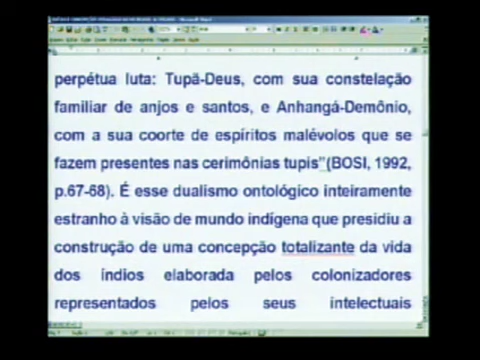 perpétua luta: Tupã-Deus, com sua constelação
familiar de anjos e santos, e Anhangá-Demônio,
com a sua coorte de espíritos malévolos que se
fazem presentes nas cerimônias tupis"(BOSI, 1992,
p.67-68). É esse dualismo ontológico inteiramente
estranho à visão de mundo indígena que presidiu a
construção de uma concepção totalizante da vida
dos índios elaborada pelos colonizadores
representados pelos seus intelectuais